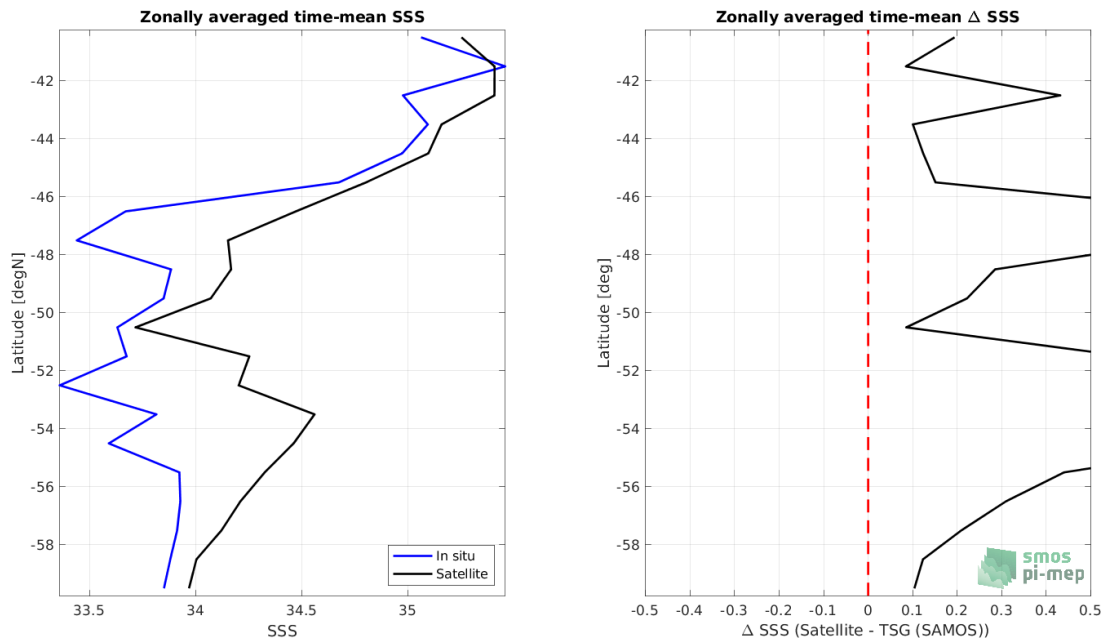 Zonally averaged time-mean SSS
Latitude [degN]
-42
-44
-46
-48
-50
-52
-54
-56
-58
33.5 34 34.5 35
SSS
In situ
Satellite
Zonally averaged time-mean Δ SSS
Latitude [deg]
-42
-44
-46
-48
-50
-52
-54
-56
-58
-0.5 -0.4 -0.3 -0.2 -0.1 0 0.1 0.2 0.3 0.4 0.5
Δ SSS (Satellite - TSG (SAMOS))
smos
pi-mep